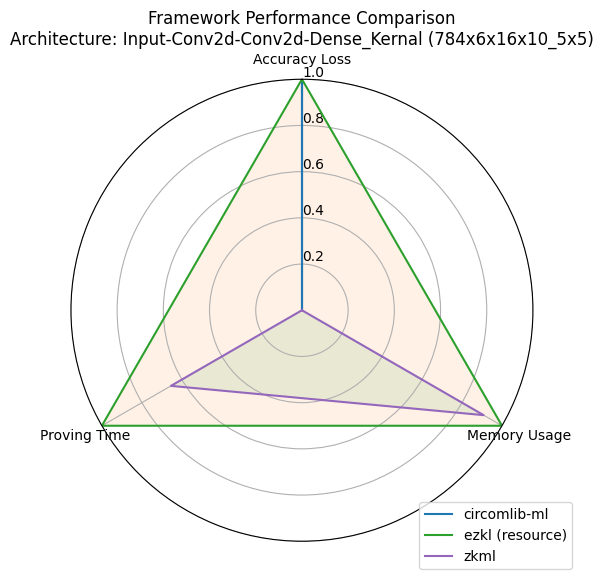 Framework Performance Comparison
Architecture: Input-Conv2d-Conv2d-Dense_Kernal (784x6x16x10_5x5)
Accuracy Loss
1.0
0.8
0.6
0.4
0.2
Proving Time
Memory Usage
circomlib-ml
ezkl (resource)
zkml